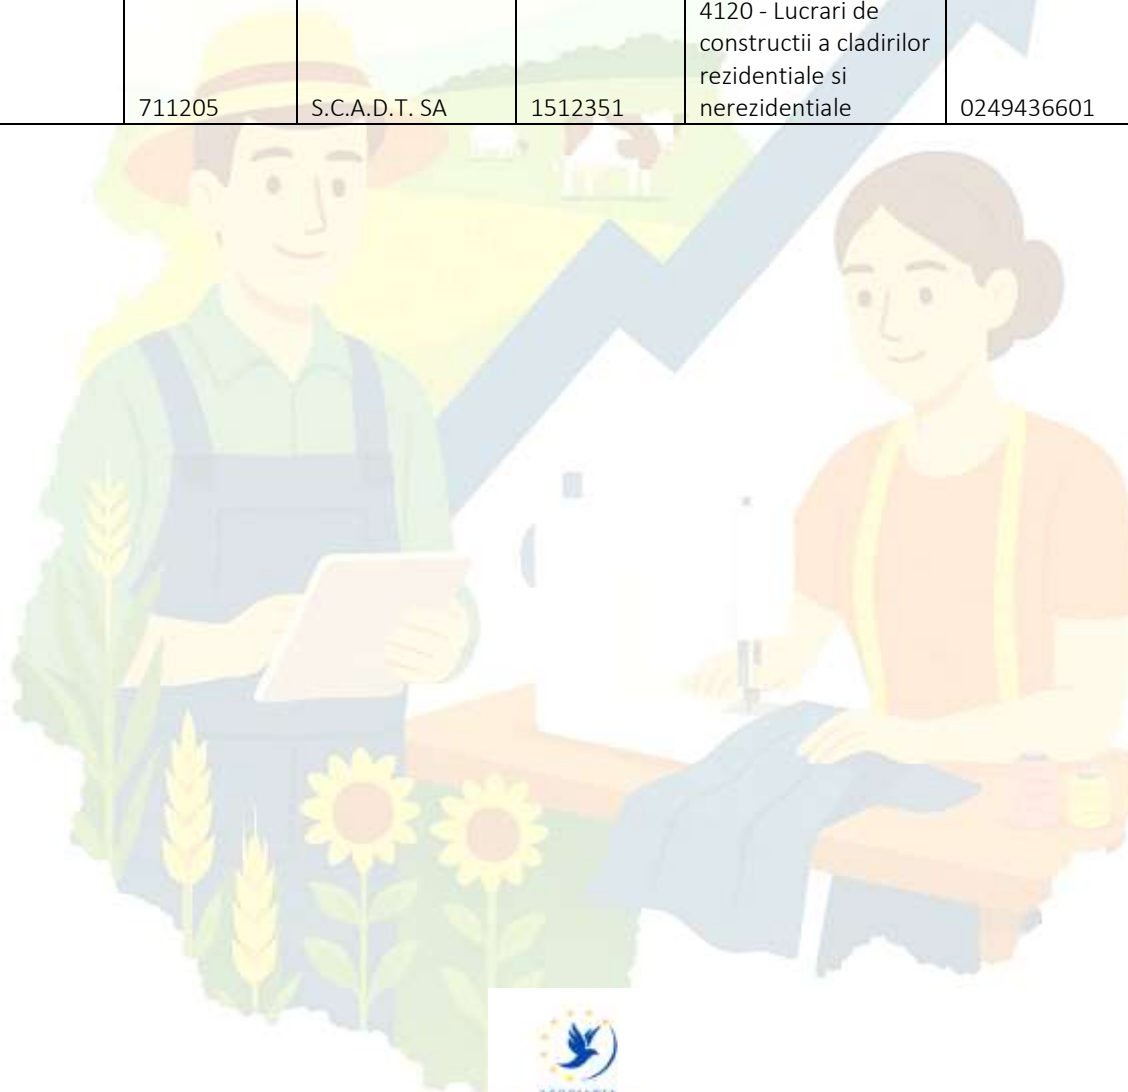 4120 - Lucrari de
constructii a cladirilor
rezidentiale si
711205 S.C.A.D.T. SA 1512351 nerezidentiale 0249436601